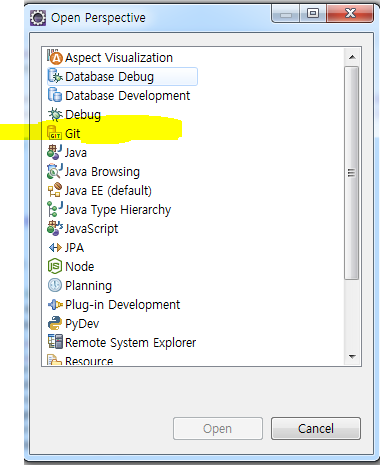 Open Perspective
Aspect Visualization
Database Debug
Database Development
Debug
GIT Git
Java
Java Browsing
Java EE (default)
Java Type Hierarchy
JavaScript
JPA
Node
Planning
Plug-in Development
PyDev
Remote System Explorer
Resource
Open
Cancel